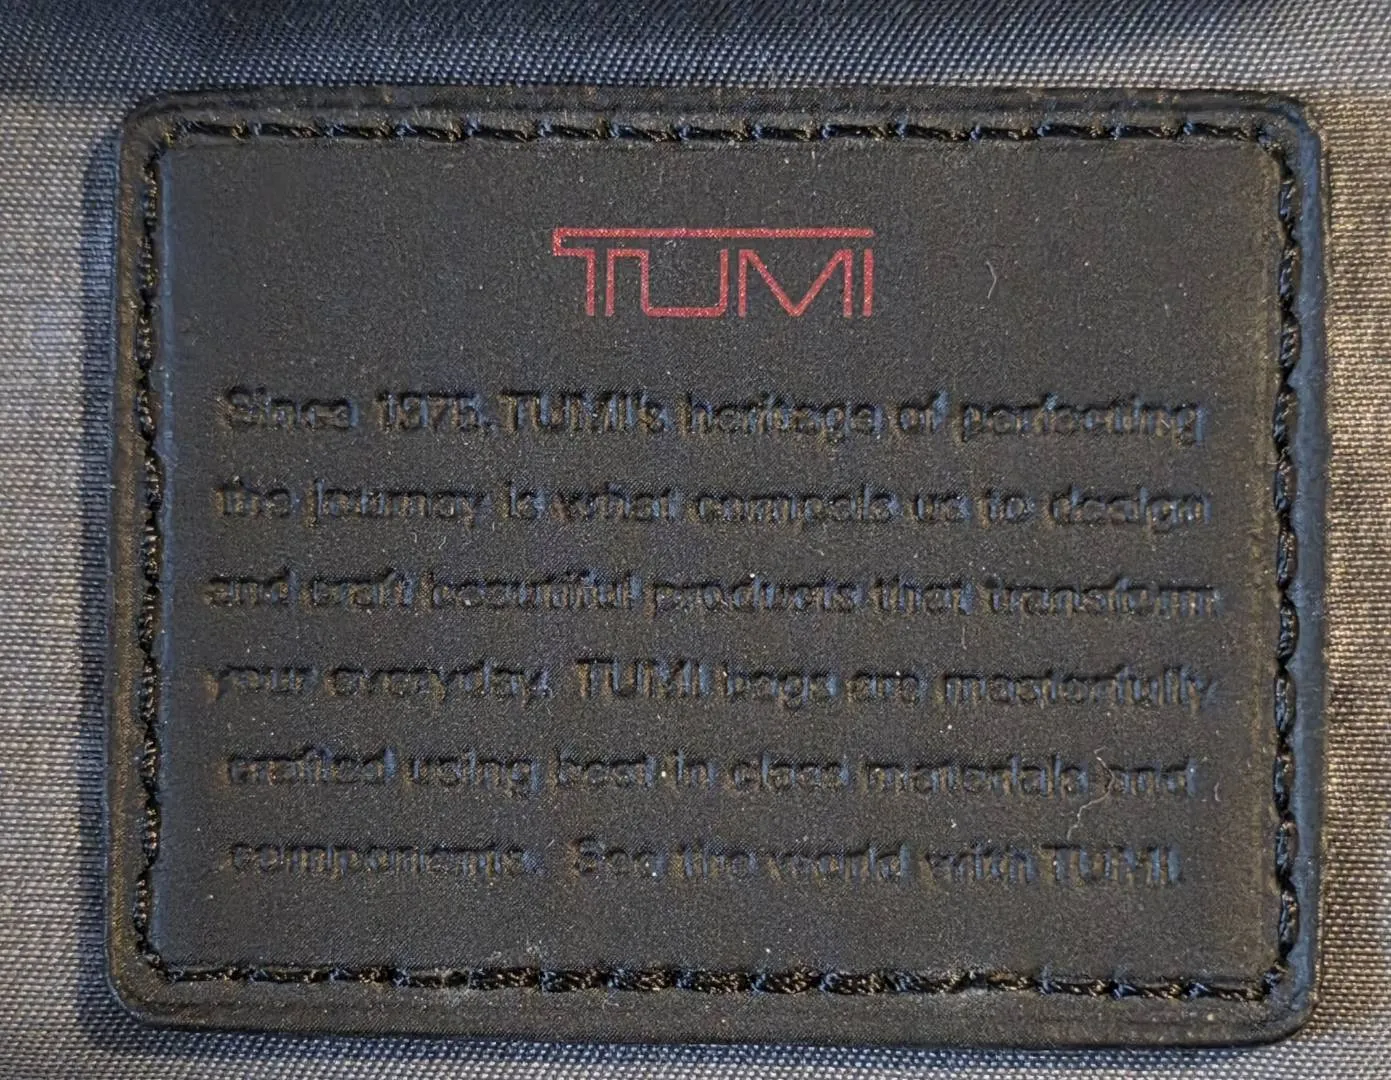 TUMI
Since 1975, TUMI's heritage of perfecting
the journey is what compels us to design
and craft beautiful products that transform
your everyday. TUMI bags are masterfully
crafted using best in class materials and
components. See the world with TUMI.